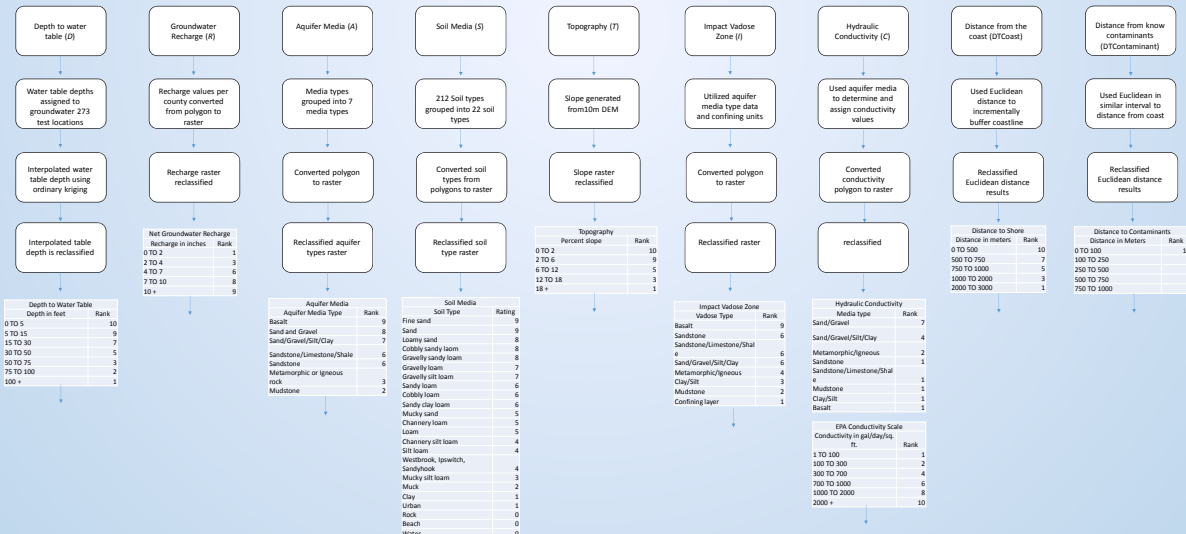 Depth to water
table (D)
Water table depths
assigned to
groundwater 273
test locations
Interpolated water
table depth using
ordinary kriging
Interpolated table
depth is reclassified
Depth to Water Table
Depth in feet Rank
0 TO 5 10
5 TO 15 9
15 TO 30 7
30 TO 50 5
50 TO 75 3
75 TO 100 2
100 + 1
Groundwater
Recharge (R)
Recharge values per
county converted
from polygon to
raster
Recharge raster
reclassified
Net Groundwater Recharge
Recharge in inches Rank
0 TO 2 1
2 TO 4 3
4 TO 7 6
7 TO 10 8
10 + 9
Aquifer Media (A)
Media types
grouped into 7
media types
Converted polygon
to raster
Reclassified aquifer
types raster
Aquifer Media
Aquifer Media Type Rank
Basalt 9
Sand and Gravel 8
Sand/Gravel/Silt/Clay 7
Sandstone/Limestone/Shale 6
Sandstone 6
Metamorphic or Igneous
rock 3
Mudstone 2
Soil Media (S)
212 Soil types
grouped into 22 soil
types
Converted soil
types from
polygons to raster
Reclassified soil
type raster
Soil Media
Soil Type Rating
Fine sand 9
Sand 9
Loamy sand 8
Cobbly sandy laom 8
Gravelly sandy loam 8
Gravelly loam 7
Gravelly silt loam 7
Sandy loam 6
Cobbly loam 6
Sandy clay loam 6
Mucky sand 5
Channery loam 5
Loam 5
Channery silt loam 4
Silt loam 4
Westbrook, Ipswitch,
Sandyhook 4
Mucky silt loam 3
Muck 2
Clay 1
Urban 1
Rock 0
Beach 0
Water 0
Topography (T)
Slope generated
from10m DEM
Slope raster
reclassified
Topography
Percent slope Rank
0 TO 2 10
2 TO 6 9
6 TO 12 5
12 TO 18 3
18 + 1
Impact Vadose
Zone (I)
Utilized aquifer
media type data
and confining units
Converted polygon
to raster
Reclassified raster
Impact Vadose Zone
Vadose Type Rank
Basalt 9
Sandstone 6
Sandstone/Limestone/Shal
e 6
Sand/Gravel/Silt/Clay 6
Metamorphic/Igneous 4
Clay/Silt 3
Mudstone 2
Confining layer 1
Hydraulic
Conductivity (C)
Used aquifer media
to determine and
assign conductivity
values
Converted
conductivity
polygon to raster
reclassified
Hydraulic Conductivity
Media type Rank
Sand/Gravel 7
Sand/Gravel/Silt/Clay 4
Metamorphic/Igneous 2
Sandstone 1
Sandstone/Limestone/Shal
e 1
Mudstone 1
Clay/Silt 1
Basalt 1
EPA Conductivity Scale
Conductivity in gal/day/sq.
ft. Rank
1 TO 100 1
100 TO 300 2
300 TO 700 4
700 TO 1000 6
1000 TO 2000 8
2000 + 10
Distance from the
coast (DTCoast)
Used Euclidean
distance to
incrementally
buffer coastline
Reclassified
Euclidean distance
results
Distance to Shore
Distance in meters Rank
0 TO 500 10
500 TO 750 7
750 TO 1000 5
1000 TO 2000 3
2000 TO 3000 1
Distance from know
contaminants
(DTContaminant)
Used Euclidean in
similar interval to
distance from coast
Reclassified
Euclidean distance
results
Distance to Contaminants
Distance in Meters Rank
0 TO 100 1
100 TO 250
250 TO 500
500 TO 750
750 TO 1000